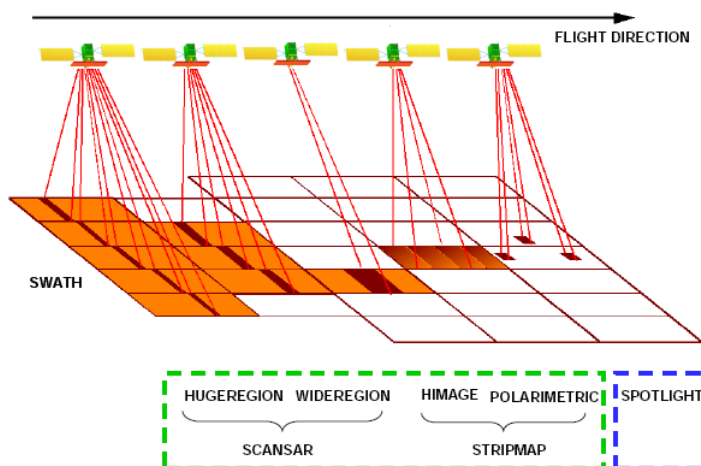 FLIGHT DIRECTION
SWATH
HUGEREGION WIDEREGION HIMAGE POLARIMETRIC SPOTLIGHT
SCANSAR STRIPMAP